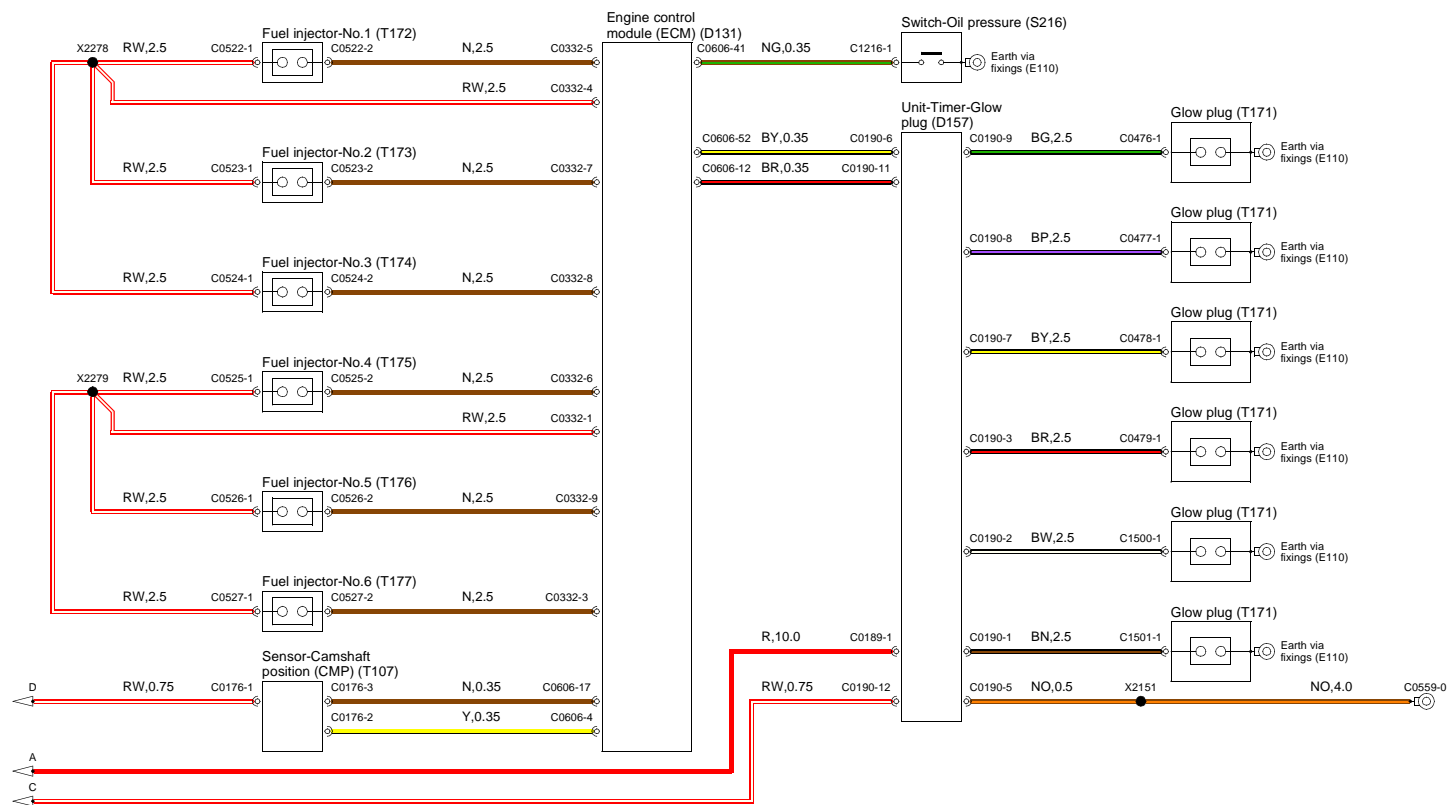 Engine control
module (ECM) (D131)
Switch-Oil pressure (S216)
Fuel injector-No.1 (T172)
X2278
RW,2.5
C0522-1
C0522-2
N,2.5
C0332-5
C0606-41
NG,0.35
C1216-1
Earth via
fixings (E110)
RW,2.5
C0332-4
Unit-Timer-Glow
plug (D157)
Glow plug (T171)
C0606-52
BY,0.35
C0190-6
C0190-9
BG,2.5
C0476-1
Earth via
fixings (E110)
Fuel injector-No.2 (T173)
RW,2.5
C0523-1
C0523-2
N,2.5
C0332-7
C0606-12
BR,0.35
C0190-11
Glow plug (T171)
C0190-8
BP,2.5
C0477-1
Earth via
fixings (E110)
Fuel injector-No.3 (T174)
RW,2.5
C0524-1
C0524-2
N,2.5
C0332-8
Glow plug (T171)
C0190-7
BY,2.5
C0478-1
Earth via
fixings (E110)
Fuel injector-No.4 (T175)
X2279
RW,2.5
C0525-1
C0525-2
N,2.5
C0332-6
RW,2.5
C0332-1
Glow plug (T171)
C0190-3
BR,2.5
C0479-1
Earth via
fixings (E110)
Fuel injector-No.5 (T176)
RW,2.5
C0526-1
C0526-2
N,2.5
C0332-9
Glow plug (T171)
C0190-2
BW,2.5
C1500-1
Earth via
fixings (E110)
Fuel injector-No.6 (T177)
RW,2.5
C0527-1
C0527-2
N,2.5
C0332-3
Glow plug (T171)
R,10.0
C0189-1
C0190-1
BN,2.5
C1501-1
Earth via
fixings (E110)
Sensor-Camshaft
position (CMP) (T107)
D
RW,0.75
C0176-1
C0176-3
N,0.35
C0606-17
RW,0.75
C0190-12
C0190-5
NO,0.5
X2151
NO,4.0
C0559-0
C0176-2
Y,0.35
C0606-4
A
C